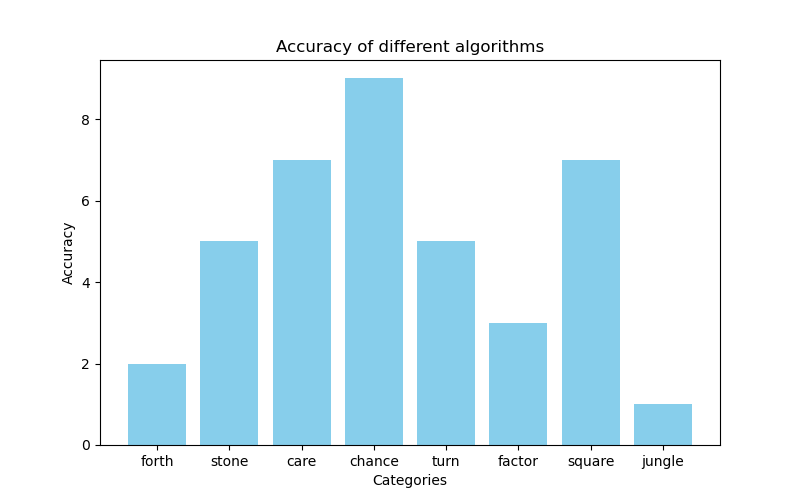 Accuracy of different algorithms
Accuracy
8
6
4
2
0
forth stone care chance turn factor square jungle
Categories